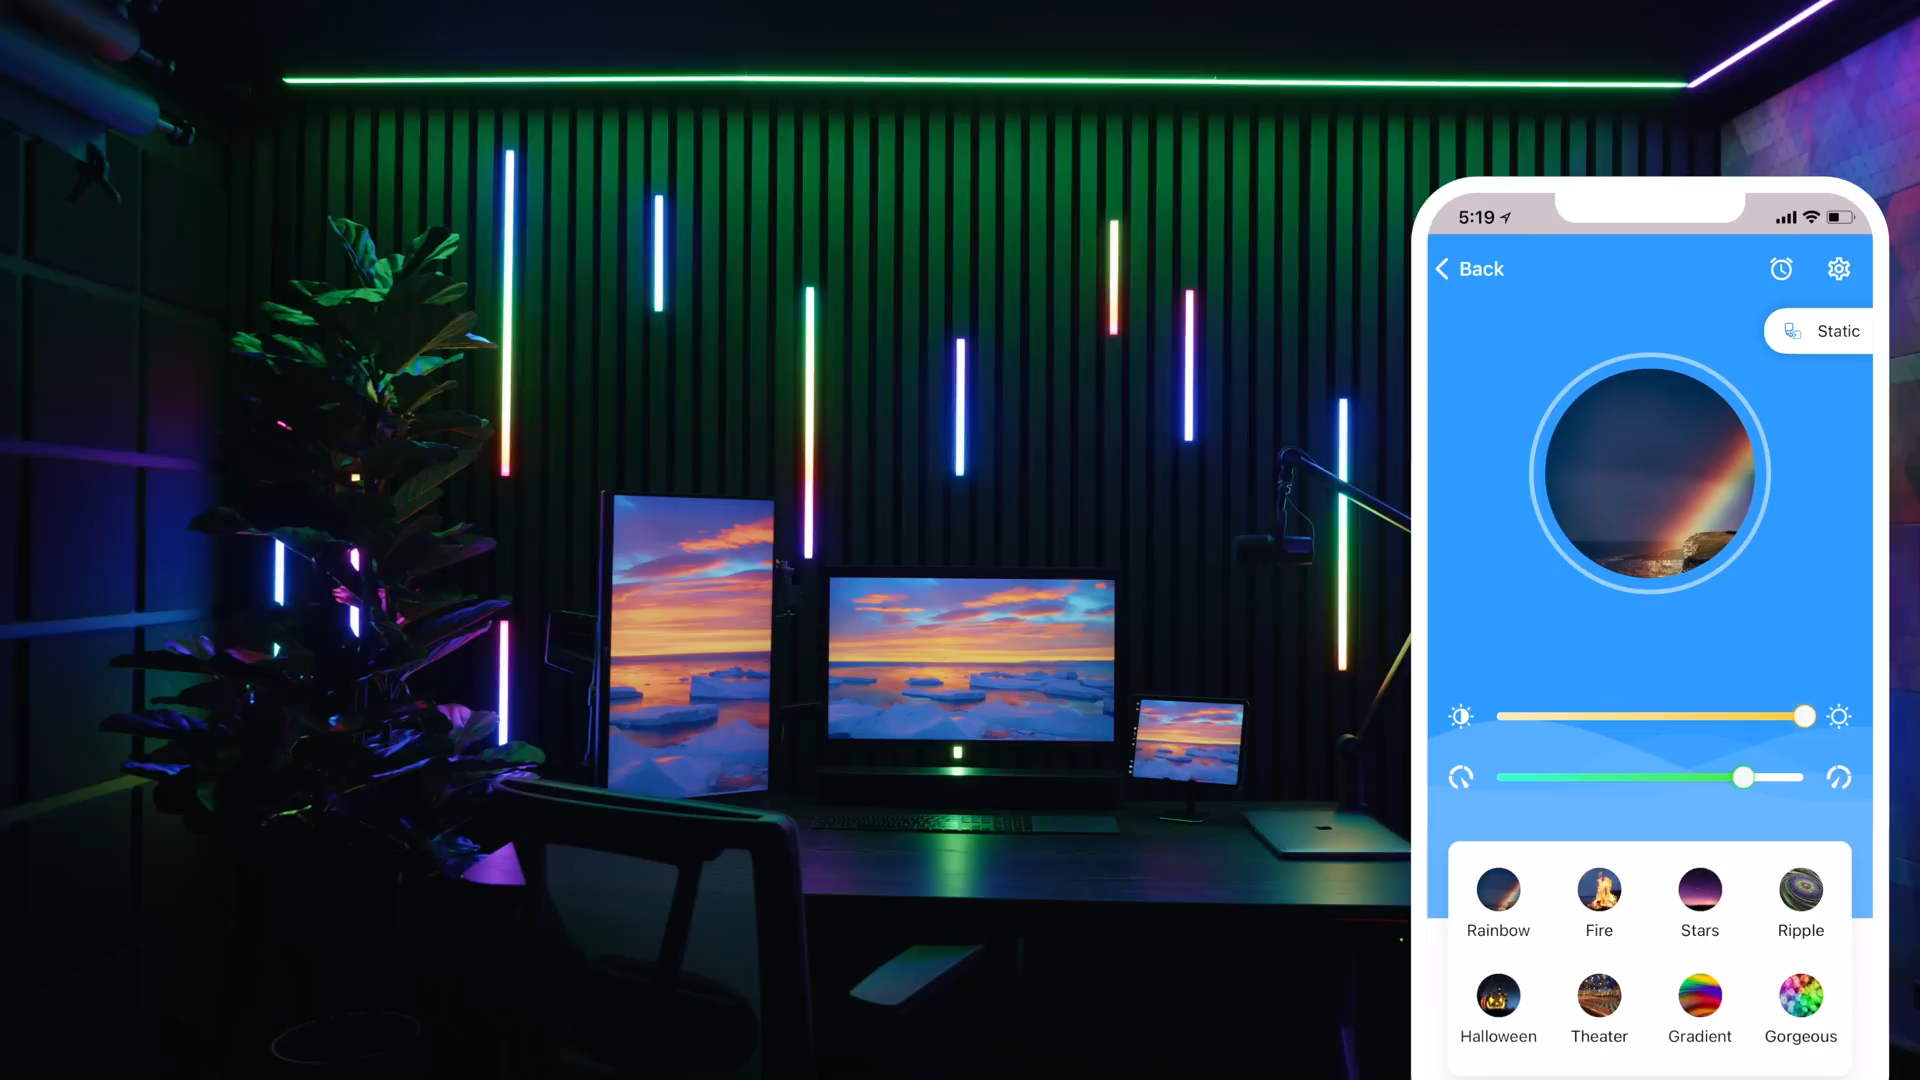 5:19
Back
Static
Rainbow
Fire
Stars
Ripple
Halloween
Theater
Gradient
Gorgeous